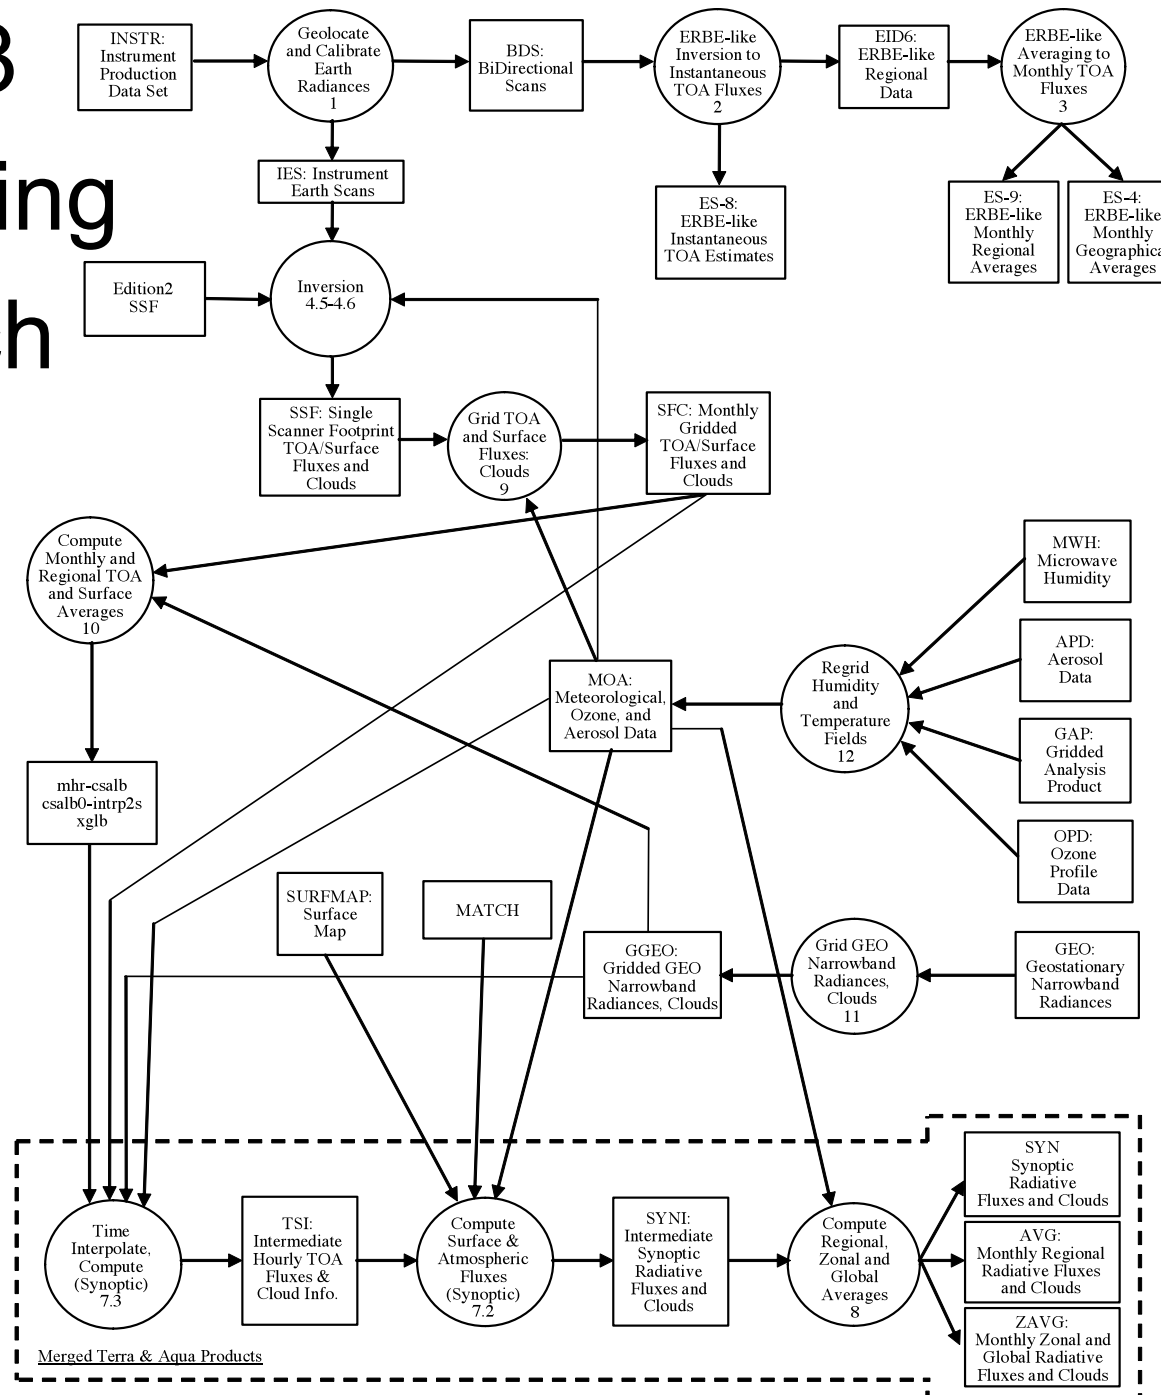 3
ing
ch
INSTR:
Instrument
Production
Data Set
Geolocate
and Calibrate
Earth
Radiances
1
BDS:
BiDirectional
Scans
ERBE-like
Inversion to
Instantaneous
TOA Fluxes
2
EID6:
ERBE-like
Regional
Data
ERBE-like
Averaging to
Monthly TOA
Fluxes
3
IES: Instrument
Earth Scans
ES-8:
ERBE-like
Instantaneous
TOA Estimates
ES-9:
ERBE-like
Monthly
Regional
Averages
ES-4:
ERBE-like
Monthly
Geographica
Averages
Edition2
SSF
Inversion
4.5-4.6
SSF: Single
Scanner Footprint
TOA/Surface
Fluxes and
Clouds
Grid TOA
and Surface
Fluxes:
Clouds
9
SFC: Monthly
Gridded
TOA/Surface
Fluxes and
Clouds
Compute
Monthly and
Regional TOA
and Surface
Averages
10
MWH:
Microwave
Humidity
APD:
Aerosol
Data
MOA:
Meteorological,
Ozone, and
Aerosol Data
Regrid
Humidity
and
Temperature
Fields
12
GAP:
Gridded
Analysis
Product
mhr-csalb
csalb0-intrp2s
xglb
OPD:
Ozone
Profile
Data
SURFMAP:
Surface
Map
MATCH
GGEO:
Gridded GEO
Narrowband
Radiances, Clouds
Grid GEO
Narrowband
Radiances,
Clouds
11
GEO:
Geostationary
Narrowband
Radiances
Time
Interpolate,
Compute
(Synoptic)
7.3
TSI:
Intermediate
Hourly TOA
Fluxes &
Cloud Info.
Compute
Surface &
Atmospheric
Fluxes
(Synoptic)
7.2
SYNI:
Intermediate
Synoptic
Radiative
Fluxes and
Clouds
Compute
Regional,
Zonal and
Global
Averages
8
SYN
Synoptic
Radiative
Fluxes and Clouds
AVG:
Monthly Regional
Radiative Fluxes
and Clouds
ZAVG:
Monthly Zonal and
Global Radiative
Fluxes and Clouds
Merged Terra & Aqua Products